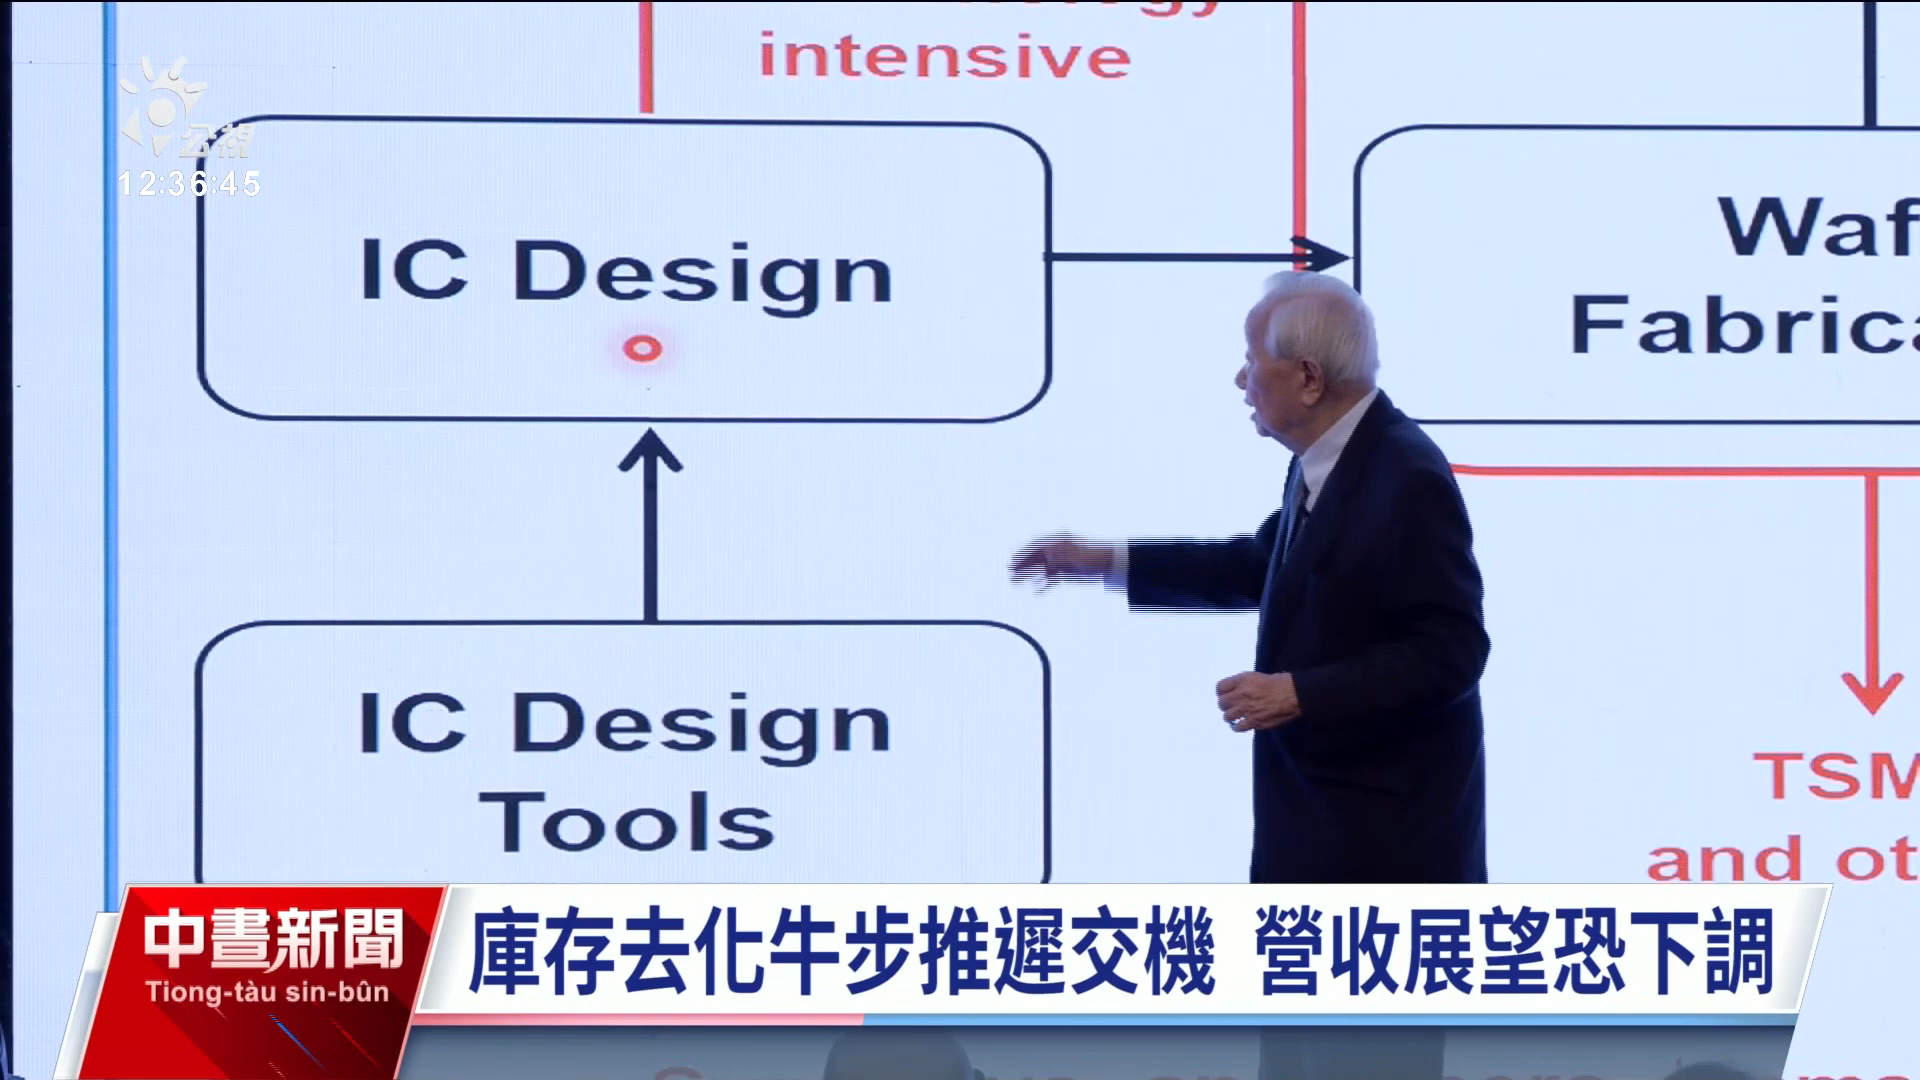 intensive
公視
12:36:45
IC Design
Waf
Fabrica
IC Design
Tools
TSM
and ot
中晝新聞
Tiong-tàu sin-bûn
庫存去化牛步推遲交機 營收展望恐下調